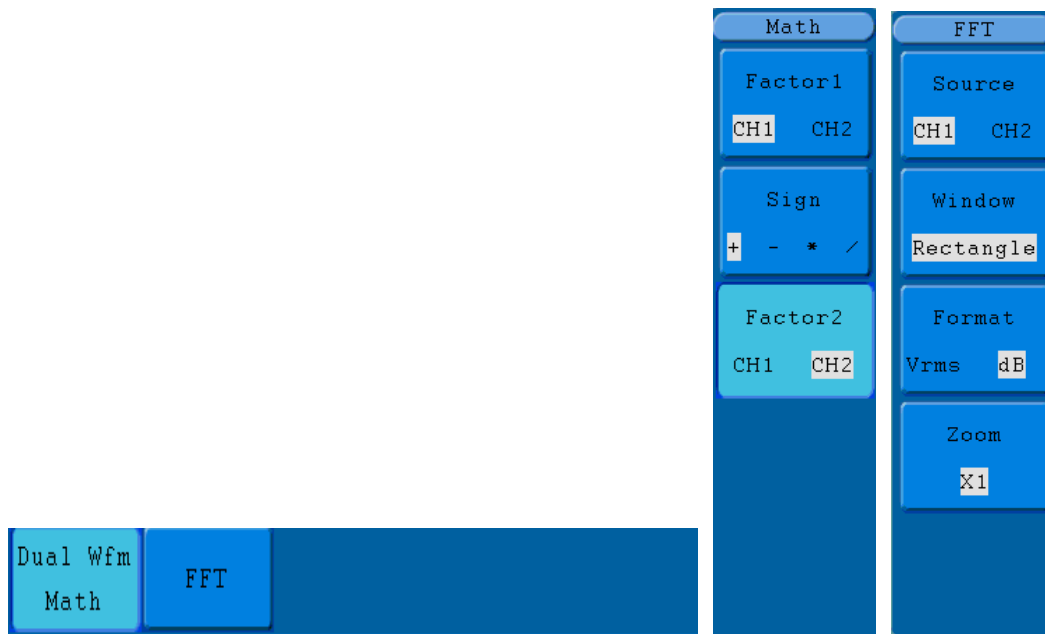 Math
Factor1
CH1 CH2
Sign
+ - * /
Factor2
CH1 CH2
FFT
Source
CH1 CH2
Window
Rectangle
Format
Vrms dB
Zoom
X1
Dual Wfm
Math
FFT